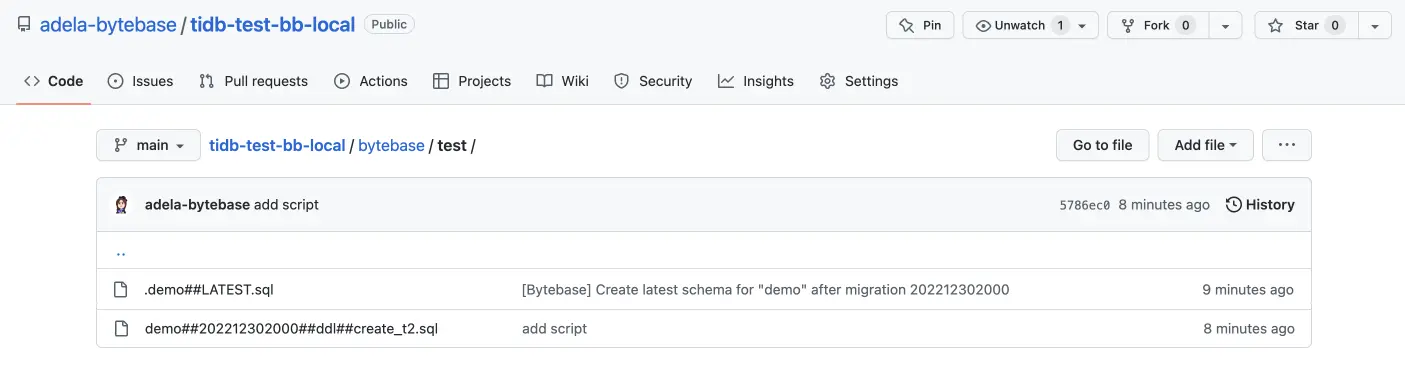 adela-bytebase / tidb-test-bb-local Public Pin Unwatch 1 Fork 0 Star 0
Code Issues Pull requests Actions Projects Wiki Security Insights Settings
main tidb-test-bb-local / bytebase / test / Go to file Add file ...
adela-bytebase add script 5786ec0 8 minutes ago History
..
.demo##LATEST.sql [Bytebase] Create latest schema for "demo" after migration 202212302000 9 minutes ago
demo##202212302000##ddl##create_t2.sql add script 8 minutes ago